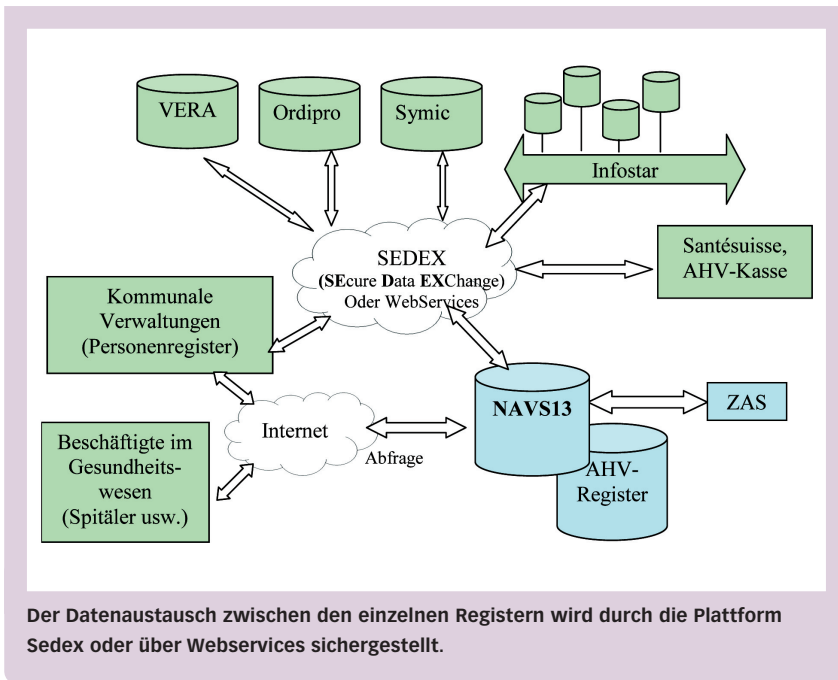 VERA
Ordipro
Symic
Infostar
SEDEX
(SEcure Data EXChange)
Oder WebServices
Santésuisse,
AHV-Kasse
Kommunale
Verwaltungen
(Personenregister)
Internet
Abfrage
NAVS13
ZAS
AHV-
Register
Beschäftigte im
Gesundheits-
wesen
(Spitäler usw.)
Der Datenaustausch zwischen den einzelnen Registern wird durch die Plattform
Sedex oder über Webservices sichergestellt.